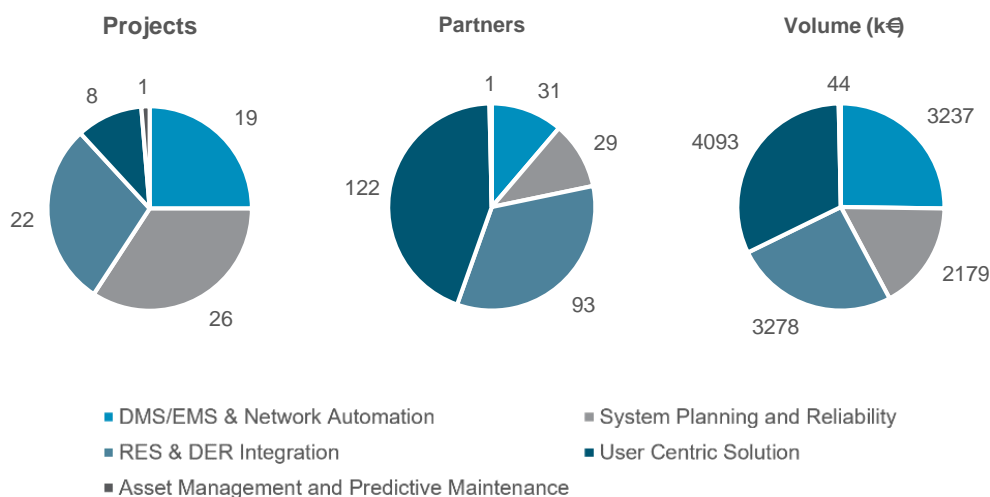 Projects
Partners
Volume (k€)
1
8
19
22
26
1
31
29
122
93
44
3237
4093
2179
3278
DMS/EMS & Network Automation
System Planning and Reliability
RES & DER Integration
User Centric Solution
Asset Management and Predictive Maintenance